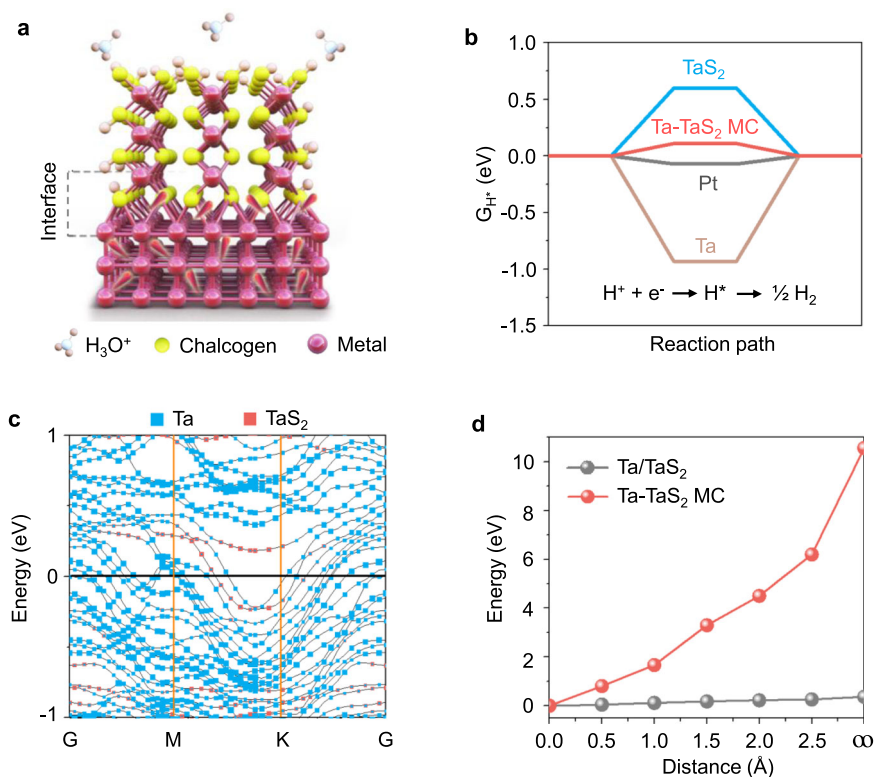 a
Interface
H₃O⁺ Chalcogen Metal
b
1.0
0.5
0.0
-0.5
-1.0
-1.5
G_H* (eV)
TaS₂
Ta-TaS₂ MC
Pt
Ta
H⁺ + e⁻ → H* → ½ H₂
Reaction path
c
Ta TaS₂
1
0
-1
Energy (eV)
G M K G
d
10
8
6
4
2
0
Energy (eV)
Ta/TaS₂
Ta-TaS₂ MC
0.0 0.5 1.0 1.5 2.0 2.5 ∞
Distance (Å)